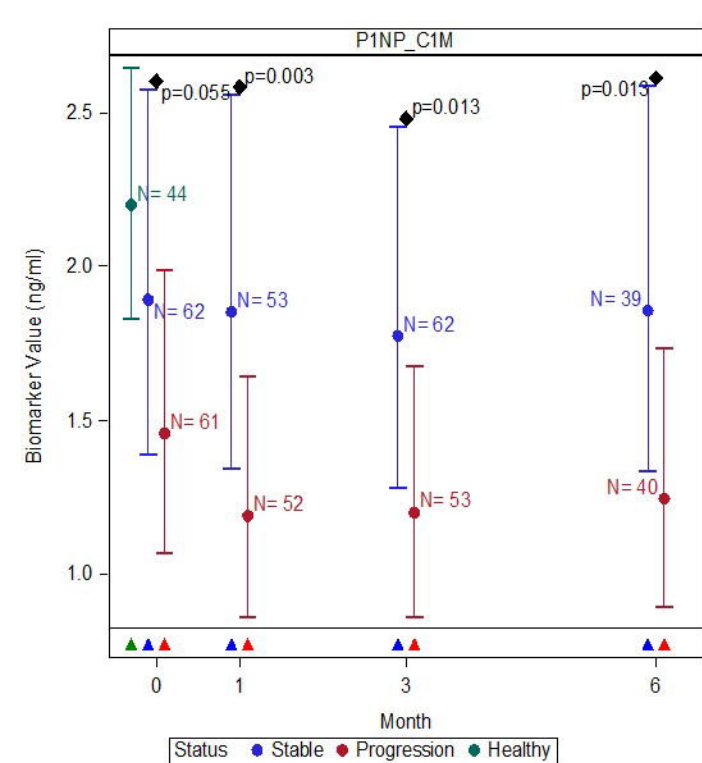 P1NP_C1M
p=0.055
p=0.003
p=0.013
p=0.013
2.5
N= 44
2.0
N= 62
N= 53
N= 62
N= 39
Biomarker Value (ng/ml)
1.5
N= 61
N= 52
N= 53
N= 40
1.0
0
1
3
6
Month
Status
Stable
Progression
Healthy